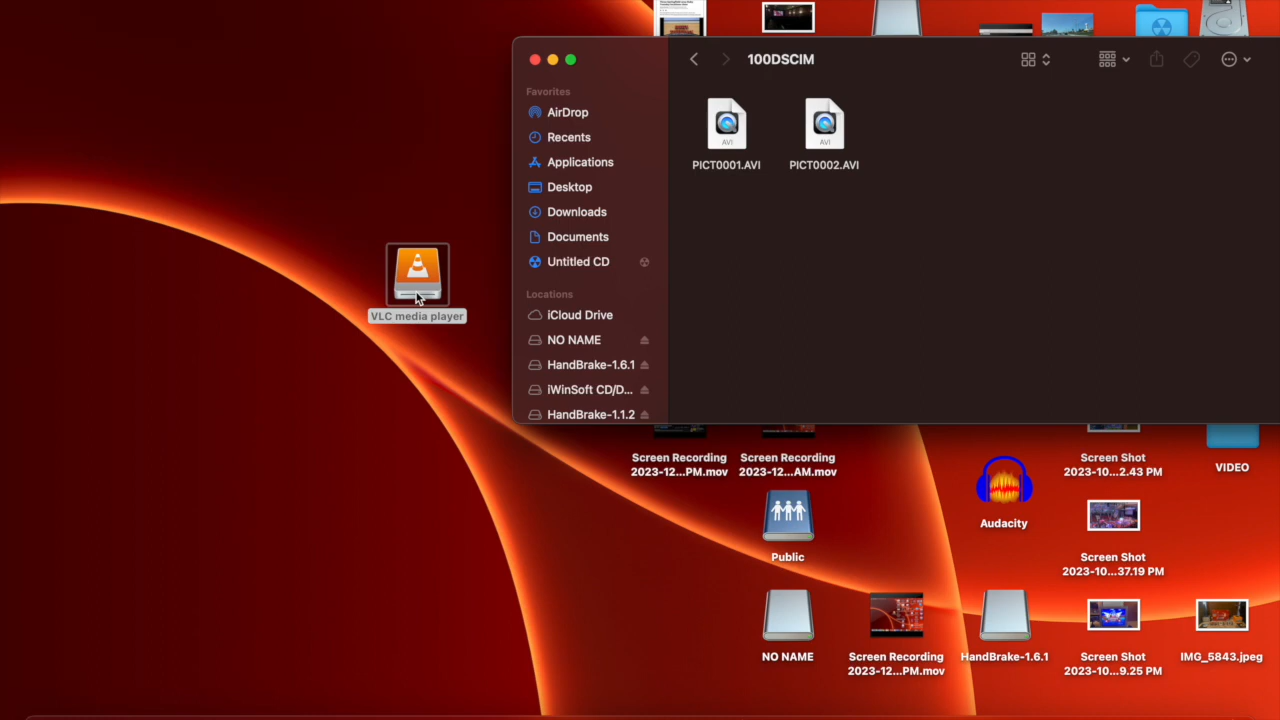 100DSCIM
Favorites
AirDrop
Recents
Applications
Desktop
Downloads
Documents
Untitled CD
Locations
iCloud Drive
NO NAME
HandBrake-1.6.1
iWinSoft CD/D...
HandBrake-1.1.2
AVI
PICT0001.AVI
AVI
PICT0002.AVI
VLC media player
Screen Recording
2023-12...PM.mov
Screen Recording
2023-12...AM.mov
Public
NO NAME
Screen Recording
2023-12...PM.mov
Audacity
HandBrake-1.6.1
Screen Shot
2023-10...2.43 PM
Screen Shot
2023-10...37.19 PM
Screen Shot
2023-10...9.25 PM
VIDEO
IMG_5843.jpeg